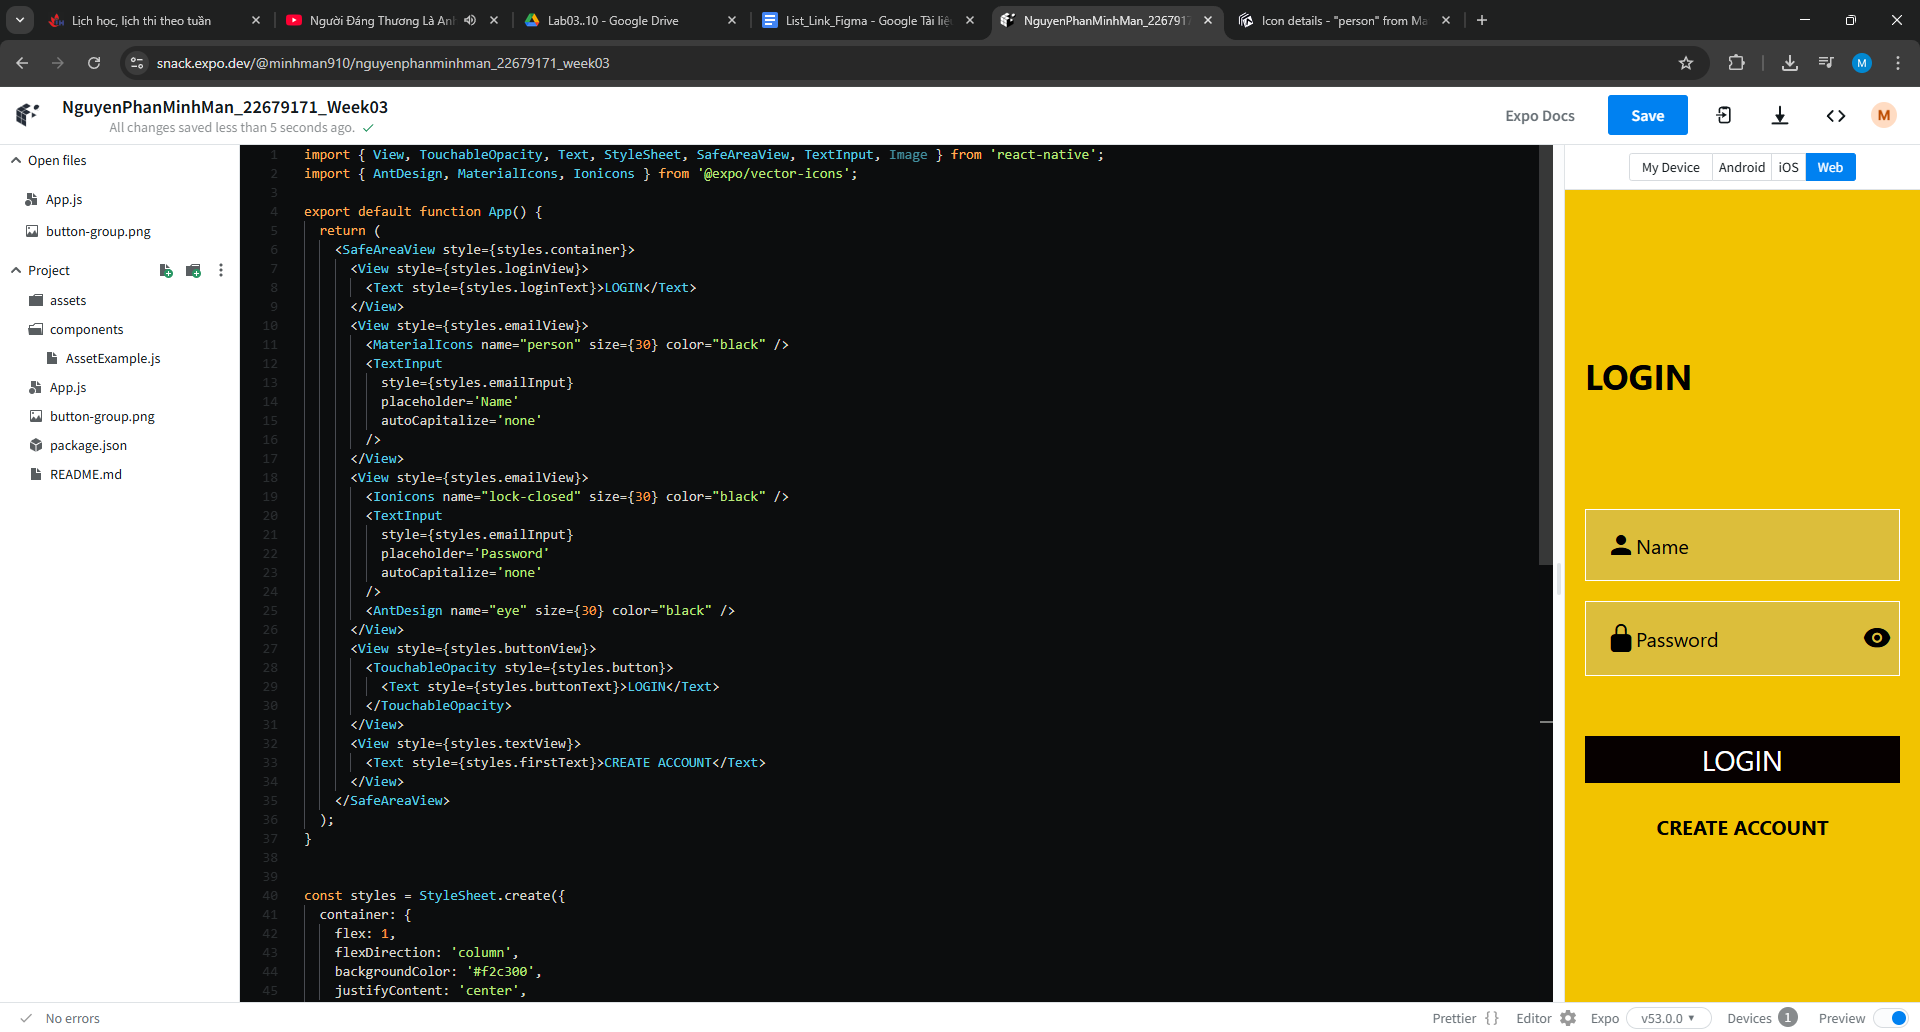 Lịch học, lịch thi theo tuần
Người Đáng Thương Là Anh
Lab03..10 - Google Drive
List_Link_Figma - Google Tài liệu
NguyenPhanMinhMan_2267917
Icon details - "person" from Ma
snack.expo.dev/@minhman910/nguyenphanminhman_22679171_week03
M
NguyenPhanMinhMan_22679171_Week03
All changes saved less than 5 seconds ago.
Expo Docs
Save
M
Open files
App.js
button-group.png
Project
assets
components
AssetExample.js
App.js
button-group.png
package.json
README.md
1 import { View, TouchableOpacity, Text, StyleSheet, SafeAreaView, TextInput, Image } from 'react-native';
2 import { AntDesign, MaterialIcons, Ionicons } from '@expo/vector-icons';
3
4 export default function App() {
5 return (
6 <SafeAreaView style={styles.container}>
7 <View style={styles.loginView}>
8 <Text style={styles.loginText}>LOGIN</Text>
9 </View>
10 <View style={styles.emailView}>
11 <MaterialIcons name="person" size={30} color="black" />
12 <TextInput
13 style={styles.emailInput}
14 placeholder='Name'
15 autoCapitalize='none'
16 />
17 </View>
18 <View style={styles.emailView}>
19 <Ionicons name="lock-closed" size={30} color="black" />
20 <TextInput
21 style={styles.emailInput}
22 placeholder='Password'
23 autoCapitalize='none'
24 />
25 <AntDesign name="eye" size={30} color="black" />
26 </View>
27 <View style={styles.buttonView}>
28 <TouchableOpacity style={styles.button}>
29 <Text style={styles.buttonText}>LOGIN</Text>
30 </TouchableOpacity>
31 </View>
32 <View style={styles.textView}>
33 <Text style={styles.firstText}>CREATE ACCOUNT</Text>
34 </View>
35 </SafeAreaView>
36 );
37 }
38
39
40 const styles = StyleSheet.create({
41 container: {
42 flex: 1,
43 flexDirection: 'column',
44 backgroundColor: '#f2c300',
45 justifyContent: 'center',
My Device
Android
iOS
Web
LOGIN
Name
Password
LOGIN
CREATE ACCOUNT
No errors
Prettier { }
Editor
Expo
v53.0.0
Devices 1
Preview